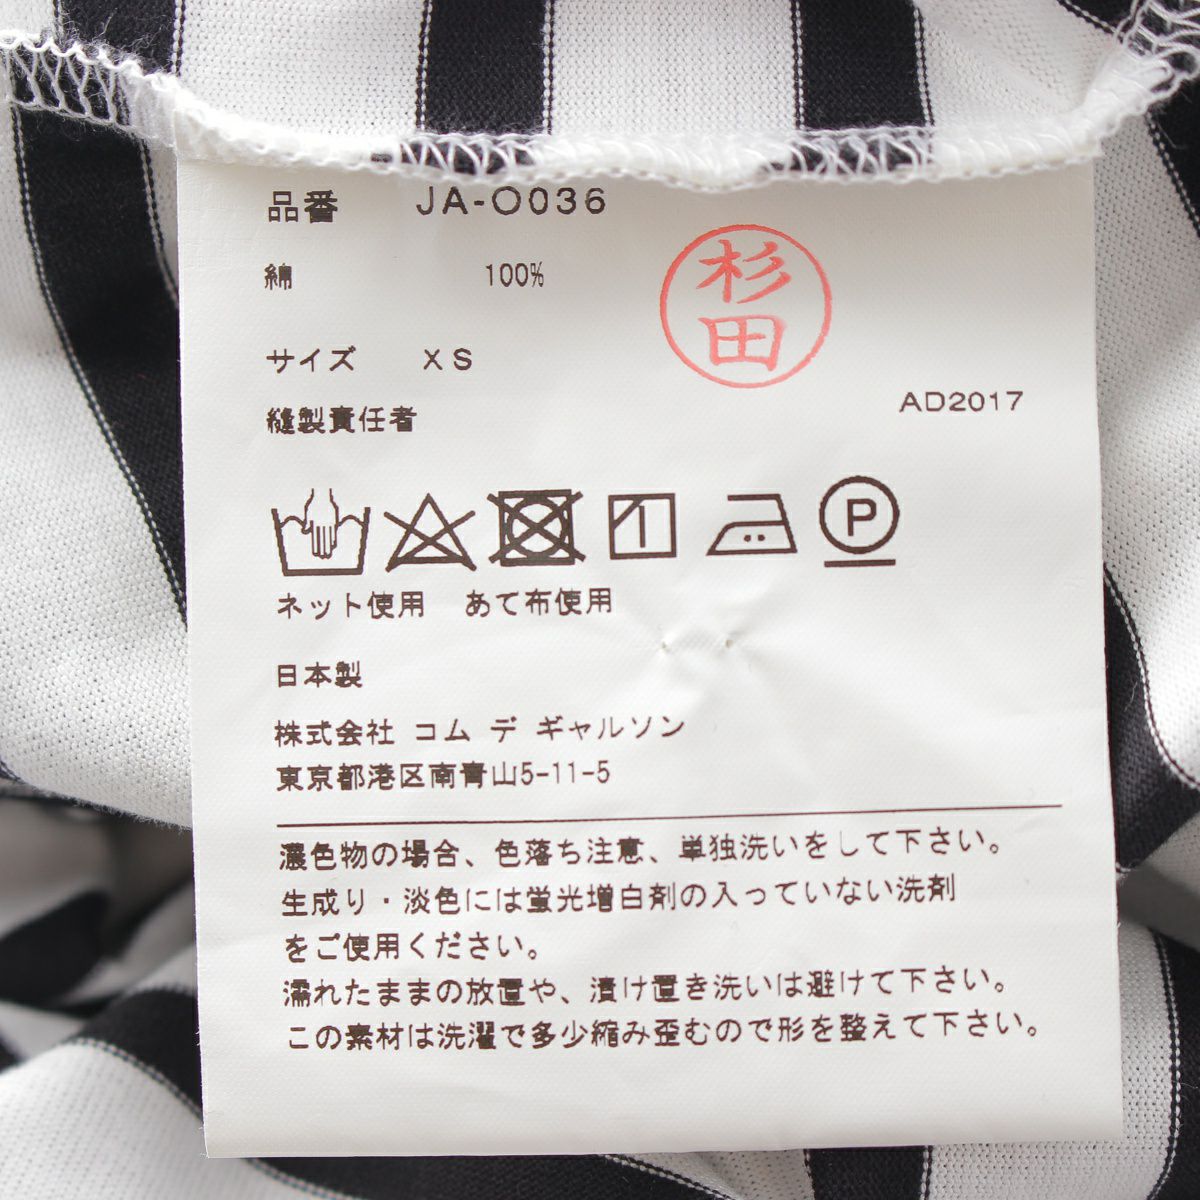 品番 JA-O036
綿 100%
杉田
サイズ XS
AD2017
縫製責任者
1 P
ネット使用 あて布使用
日本製
株式会社 コム デ ギャルソン
東京都港区南青山5-11-5
濃色物の場合、色落ち注意、単独洗いをして下さい。
生成り・淡色には蛍光増白剤の入っていない洗剤
をご使用ください。
濡れたままの放置や、漬け置き洗いは避けて下さい。
この素材は洗濯で多少縮み歪むので形を整えて下さい。